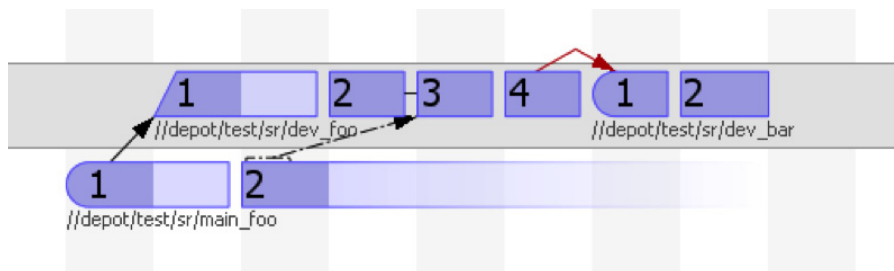 1 2 3 4 1 2
//depot/test/sr/dev_foo //depot/test/sr/dev_bar
1 2
//depot/test/sr/main_foo